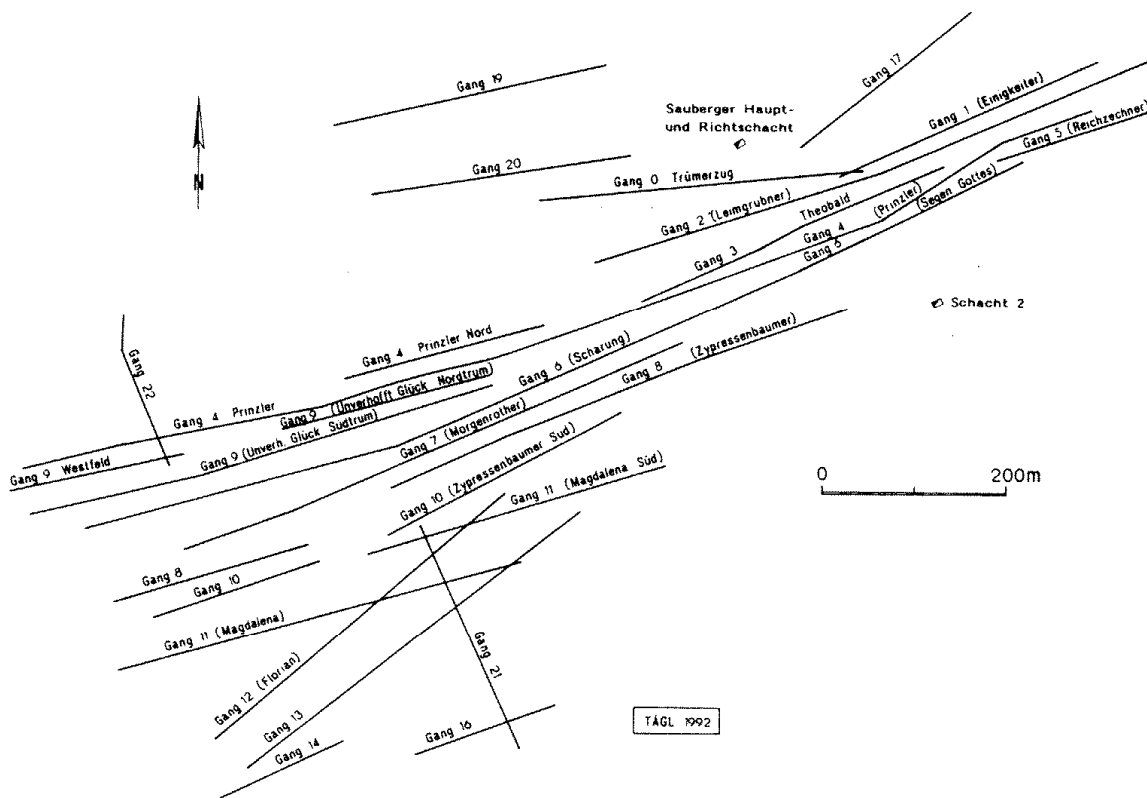 Gang 19
Gang 17
Sauberger Haupt-
und Richtschacht
Gang 1 (Einigkeiter)
Gang 5 (Reichzechner)
Gang 20
Gang 0 Trümerzug
Gang 2 (Leimgrubner)
Theobald
Gang 3
Gang 4 (Prinzler)
Gang 6 (Segen Gottes)
N
Schacht 2
Gang 4 Prinzler Nord
Gang 6 (Scharung)
Gang 8 (Zypressenbaumer)
Gang 22
Gang 4 Prinzler
Gang 9 (Unverhofft Glück Nordtrum)
Gang 9 (Unverh. Glück Südtrum)
Gang 7 (Morgenrother)
Gang 9 Westfeld
Gang 10 (Zypressenbaumer Sud)
Gang 11 (Magdalena Süd)
0 200m
Gang 8
Gang 10
Gang 11 (Magdalena)
Gang 21
Gang 12 (Florian)
Gang 13
Gang 16
Gang 14
TÄGL 1992